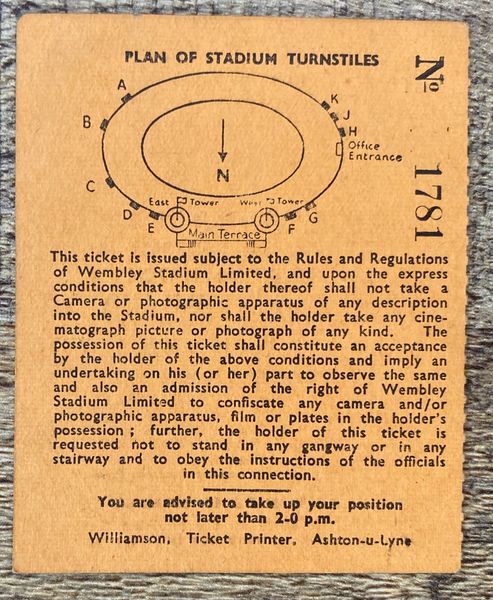 PLAN OF STADIUM TURNSTILES
No 1781
A
B
C
D
E
F
G
H
J
K
Office
Entrance
N
East Tower
West Tower
Main Terrace
This ticket is issued subject to the Rules and Regulations
of Wembley Stadium Limited, and upon the express
conditions that the holder thereof shall not take a
Camera or photographic apparatus of any description
into the Stadium, nor shall the holder take any cine-
matograph picture or photograph of any kind. The
possession of this ticket shall constitute an acceptance
by the holder of the above conditions and imply an
undertaking on his (or her) part to observe the same
and also an admission of the right of Wembley
Stadium Limited to confiscate any camera and/or
photographic apparatus, film or plates in the holder's
possession ; further, the holder of this ticket is
requested not to stand in any gangway or in any
stairway and to obey the instructions of the officials
in this connection.
You are advised to take up your position
not later than 2-0 p.m.
Williamson, Ticket Printer, Ashton-u-Lyne